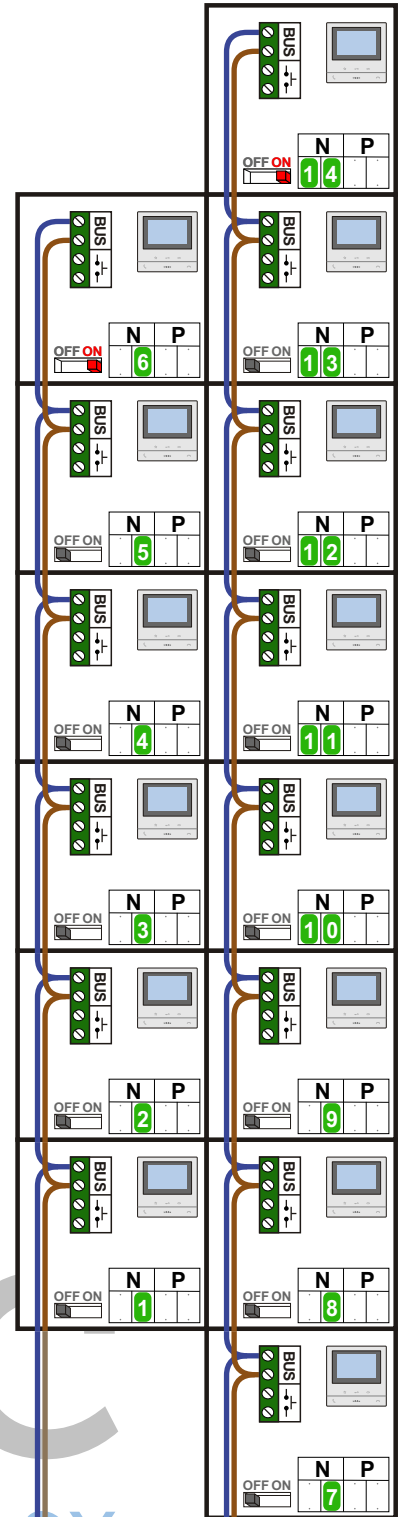 BUS
N P
OFF ON
1 4
BUS BUS
N P N P
OFF ON OFF ON
6 1 3
BUS BUS
N P N P
OFF ON OFF ON
5 1 2
BUS BUS
N P N P
OFF ON OFF ON
4 1 1
BUS BUS
N P N P
OFF ON OFF ON
3 1 0
BUS BUS
N P N P
OFF ON OFF ON
2 9
BUS BUS
N P N P
OFF ON OFF ON
1 8
BUS
N P
OFF ON
7